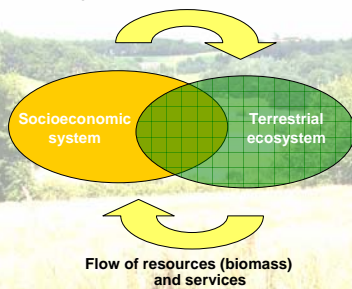 Socioeconomic
system
Terrestrial
ecosystem
Flow of resources (biomass)
and services